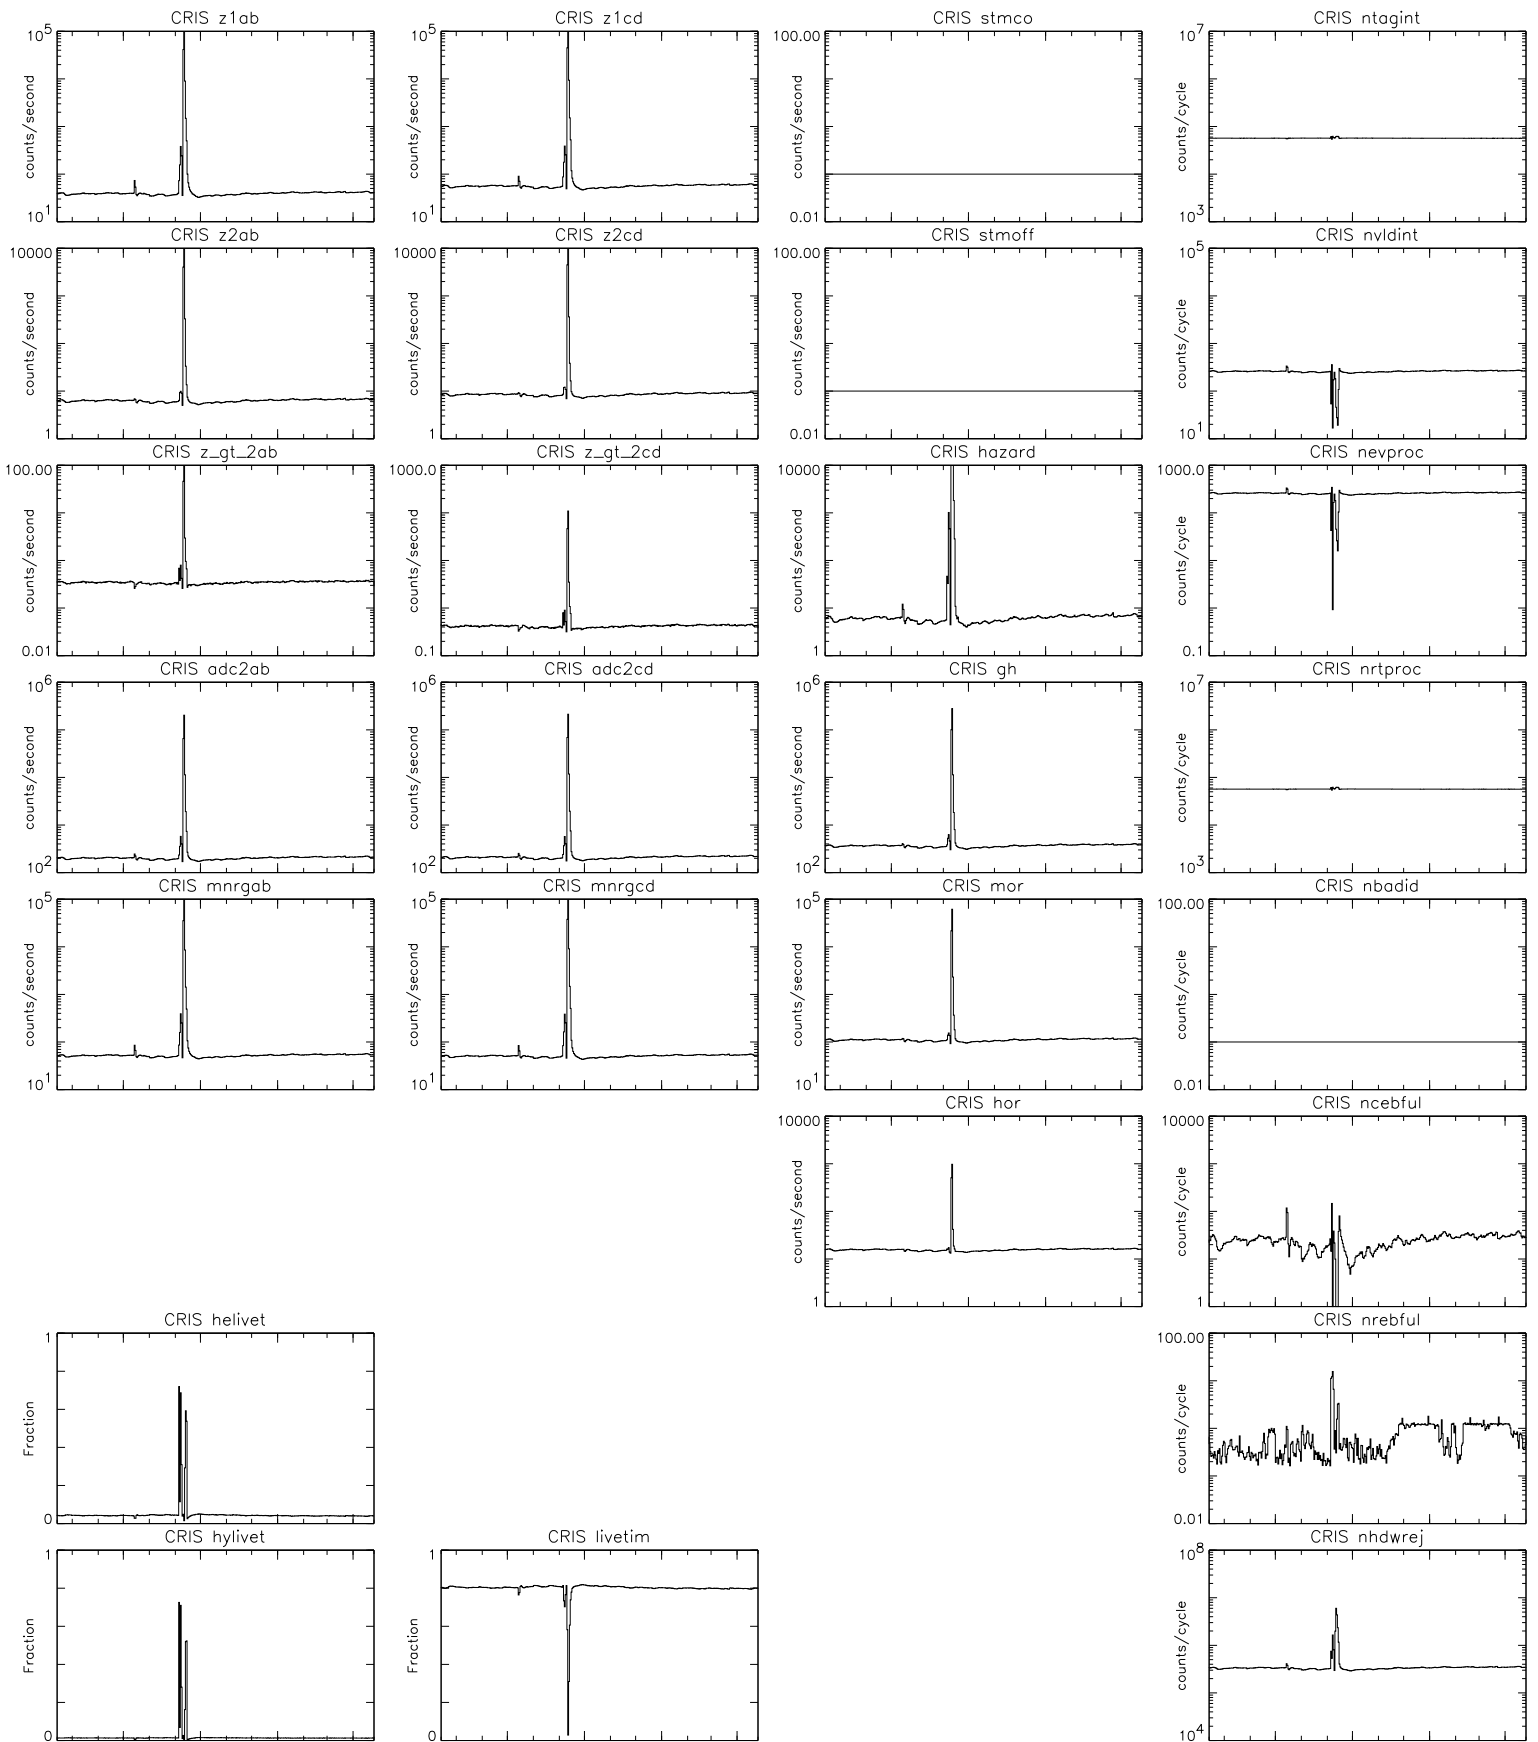 CRIS z1ab
CRIS z1cd
CRIS stmco
CRIS ntagint
10^5
counts/second
10^1
10^5
counts/second
10^1
100.00
counts/second
0.01
10^7
counts/cycle
10^3
CRIS z2ab
CRIS z2cd
CRIS stmoff
CRIS nvldint
10000
counts/second
1
10000
counts/second
1
100.00
counts/second
0.01
10^5
counts/cycle
10^1
CRIS z_gt_2ab
CRIS z_gt_2cd
CRIS hazard
CRIS nevproc
100.00
counts/second
0.01
1000.0
counts/second
0.1
10000
counts/second
1
1000.0
counts/cycle
0.1
CRIS adc2ab
CRIS adc2cd
CRIS gh
CRIS nrtproc
10^6
counts/second
10^2
10^6
counts/second
10^2
10^6
counts/second
10^2
10^7
counts/cycle
10^3
CRIS mnrgab
CRIS mnrgcd
CRIS mor
CRIS nbadid
10^5
counts/second
10^1
10^5
counts/second
10^1
10^5
counts/second
10^1
100.00
counts/cycle
0.01
CRIS hor
CRIS ncebful
10000
counts/second
1
10000
counts/cycle
1
CRIS helivet
CRIS nrebful
1
Fraction
0
100.00
counts/cycle
0.01
CRIS hylivet
CRIS livetim
CRIS nhdwrej
1
Fraction
0
1
Fraction
0
10^8
counts/cycle
10^4